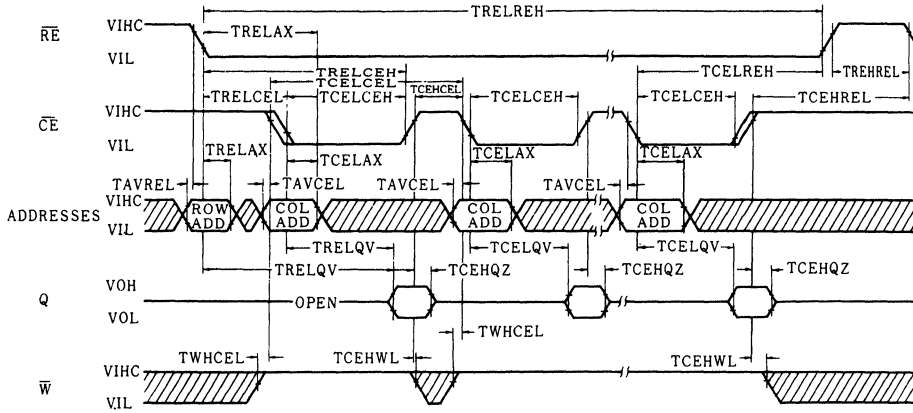 TRELREH
RE VIHC
TRELAX
VIL
TRELCEH
TCELCEL
TCELREH
TREHREL
TRELCEL TCELCEH TCEHCEL TCELCEH TCELCEH TCEHREL
VIHC
CE
VIL
TRELAX TCELAX TCELAX TCELAX
TAVREL TAVCEL TAVCEL TAVCEL
VIHC
ADDRESSES ROW ADD COL ADD COL ADD COL ADD
VIL
TRELQV TCELQV TCELQV
TRELQV TCEHQZ TCEHQZ TCEHQZ
VOH
Q OPEN
VOL
TWHCEL
TWHCEL TCEHWL TCEHWL
VIHC
W
VIL